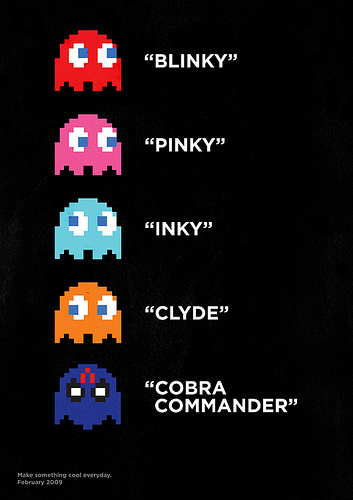 “BLINKY”
“PINKY”
“INKY”
“CLYDE”
“COBRA
COMMANDER”
Make something cool everyday.
February 2009